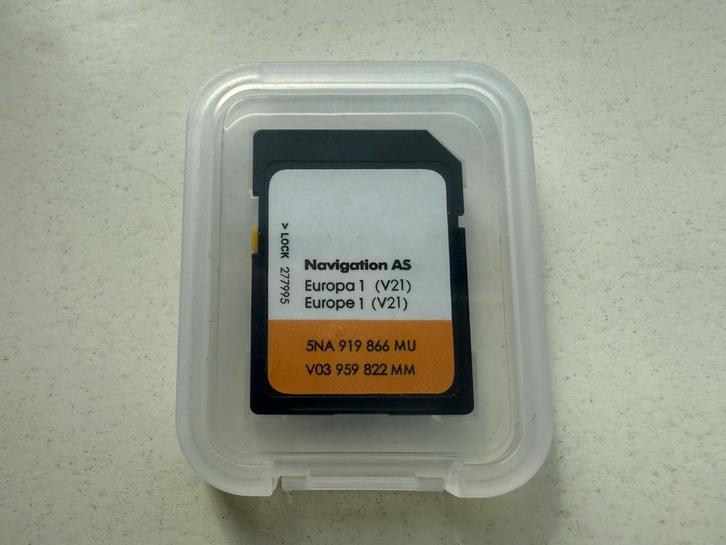 > LOCK 277995
Navigation AS
Europa 1 (V21)
Europe 1 (V21)
5NA 919 866 MU
V03 959 822 MM